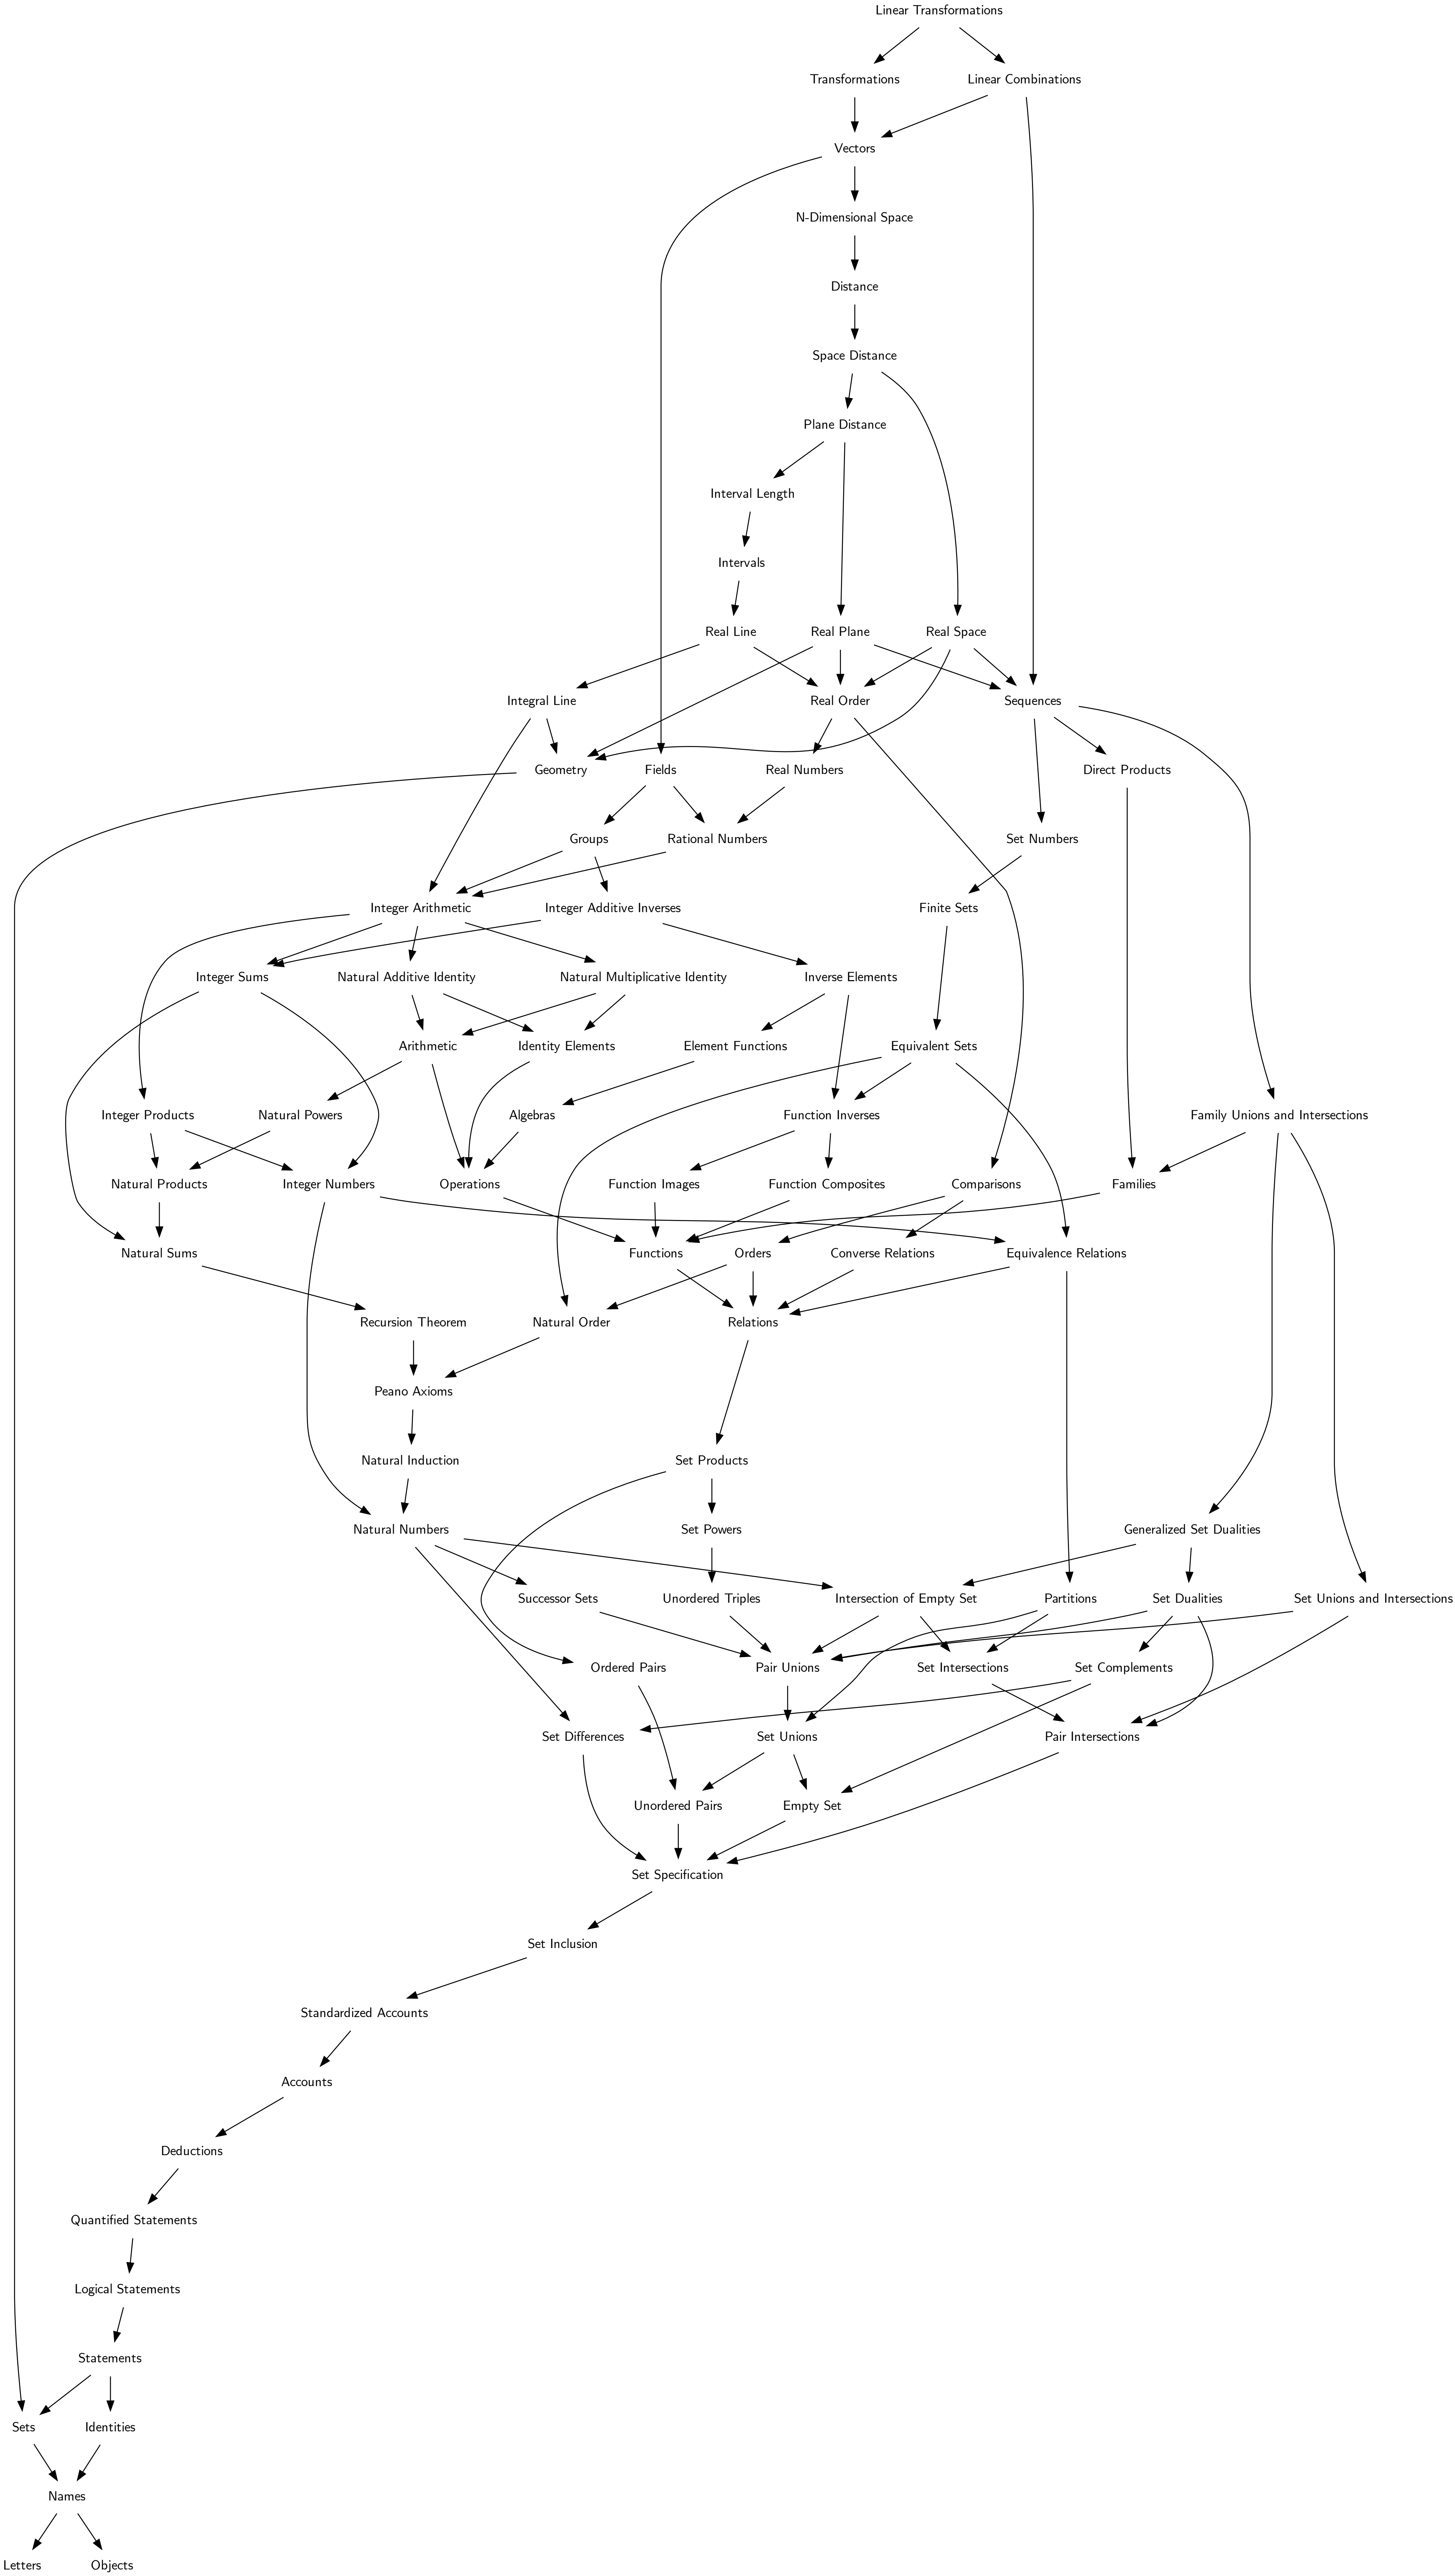 Linear Transformations
Transformations
Linear Combinations
Vectors
N-Dimensional Space
Distance
Space Distance
Plane Distance
Interval Length
Intervals
Real Line
Real Plane
Real Space
Integral Line
Real Order
Sequences
Geometry
Fields
Real Numbers
Direct Products
Groups
Rational Numbers
Set Numbers
Integer Arithmetic
Integer Additive Inverses
Finite Sets
Integer Sums
Natural Additive Identity
Natural Multiplicative Identity
Inverse Elements
Arithmetic
Identity Elements
Element Functions
Equivalent Sets
Integer Products
Natural Powers
Algebras
Function Inverses
Family Unions and Intersections
Natural Products
Integer Numbers
Operations
Function Images
Function Composites
Comparisons
Families
Natural Sums
Functions
Orders
Converse Relations
Equivalence Relations
Recursion Theorem
Natural Order
Relations
Peano Axioms
Natural Induction
Set Products
Natural Numbers
Set Powers
Generalized Set Dualities
Successor Sets
Unordered Triples
Intersection of Empty Set
Partitions
Set Dualities
Set Unions and Intersections
Ordered Pairs
Pair Unions
Set Intersections
Set Complements
Set Differences
Set Unions
Pair Intersections
Unordered Pairs
Empty Set
Set Specification
Set Inclusion
Standardized Accounts
Accounts
Deductions
Quantified Statements
Logical Statements
Statements
Sets
Identities
Names
Letters
Objects